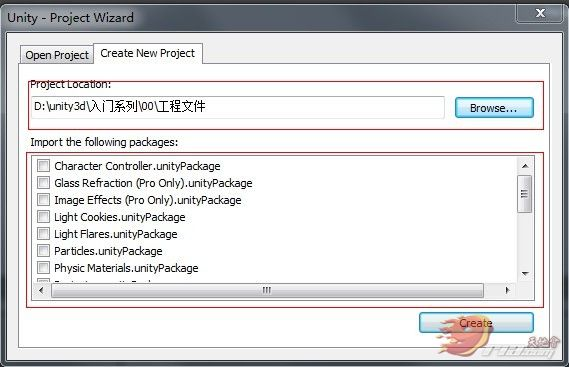 Unity - Project Wizard
Open Project
Create New Project
Project Location:
D:\unity3d\入门系列\00\工程文件
Browse...
Import the following packages:
Character Controller.unityPackage
Glass Refraction (Pro Only).unityPackage
Image Effects (Pro Only).unityPackage
Light Cookies.unityPackage
Light Flares.unityPackage
Particles.unityPackage
Physic Materials.unityPackage
Create